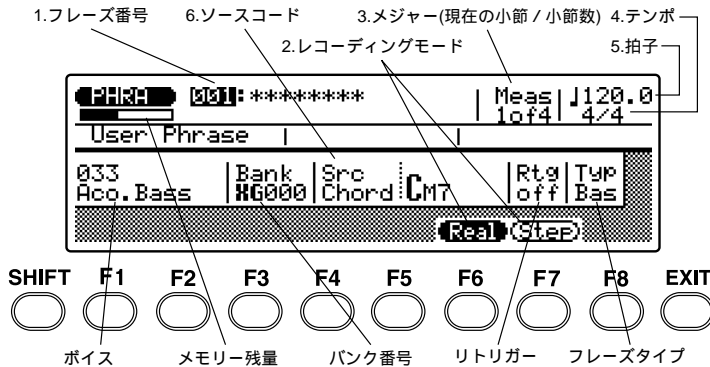 1.フレーズ番号
6.ソースコード
3.メジャー(現在の小節 / 小節数)
4.テンポ
2.レコーディングモード
5.拍子
PHRA 001:******** Meas ♩120.0
1of4 4/4
User Phrase
033 Bank Src Rtg Typ
Aco.Bass XG000 Chord CM7 off Bas
Real Step
SHIFT F1 F2 F3 F4 F5 F6 F7 F8 EXIT
ボイス メモリー残量 バンク番号 リトリガー フレーズタイプ